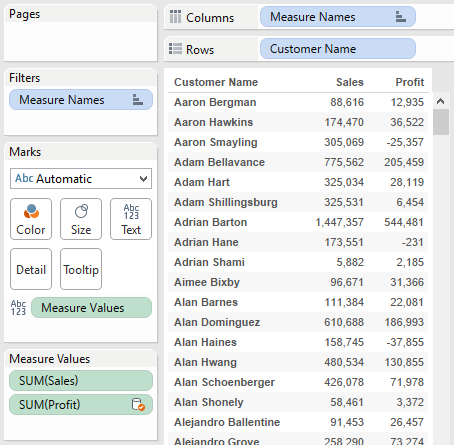 Pages
Filters
Measure Names
Marks
Abc Automatic
Color Size Abc 123 Text
Detail Tooltip
Abc 123 Measure Values
Measure Values
SUM(Sales)
SUM(Profit)
Columns Measure Names
Rows Customer Name
Customer Name Sales Profit
Aaron Bergman 88,616 12,935
Aaron Hawkins 174,470 36,522
Aaron Smayling 305,069 -25,357
Adam Bellavance 775,562 205,459
Adam Hart 325,034 28,119
Adam Shillingsburg 325,531 6,454
Adrian Barton 1,447,357 544,481
Adrian Hane 173,551 -231
Adrian Shami 5,882 2,185
Aimee Bixby 96,671 31,366
Alan Barnes 111,384 22,081
Alan Dominguez 610,688 186,993
Alan Haines 158,745 -37,855
Alan Hwang 480,534 130,855
Alan Schoenberger 426,078 71,978
Alan Shonely 58,461 3,372
Alejandro Ballentine 91,453 26,457
Alejandro Grove 258,290 73,274